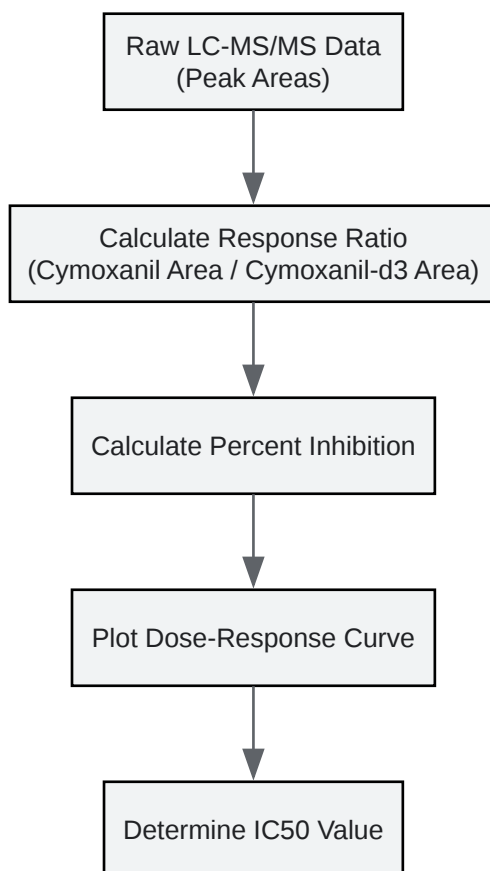 Raw LC-MS/MS Data
(Peak Areas)
Calculate Response Ratio
(Cymoxanil Area / Cymoxanil-d3 Area)
Calculate Percent Inhibition
Plot Dose-Response Curve
Determine IC50 Value